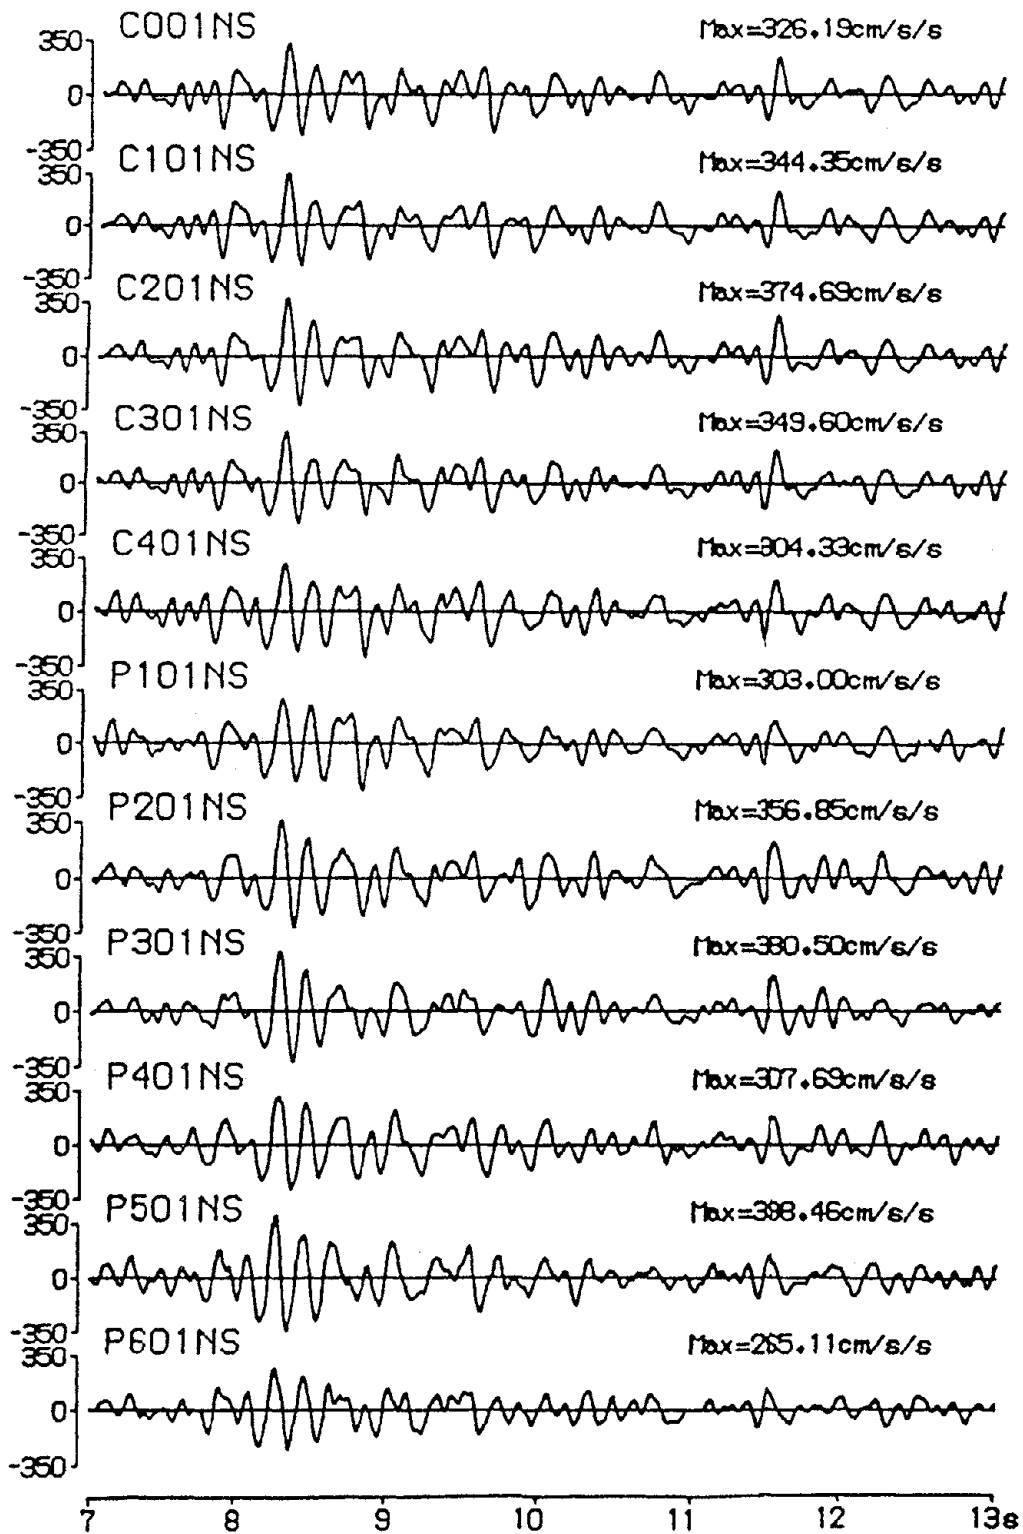 C001NS Max=326.19cm/s/s
350
0
-350
C101NS Max=344.35cm/s/s
350
0
-350
C201NS Max=374.69cm/s/s
350
0
-350
C301NS Max=349.60cm/s/s
350
0
-350
C401NS Max=304.33cm/s/s
350
0
-350
P101NS Max=303.00cm/s/s
350
0
-350
P201NS Max=356.85cm/s/s
350
0
-350
P301NS Max=380.50cm/s/s
350
0
-350
P401NS Max=307.69cm/s/s
350
0
-350
P501NS Max=398.46cm/s/s
350
0
-350
P601NS Max=265.11cm/s/s
350
0
-350
7 8 9 10 11 12 13s